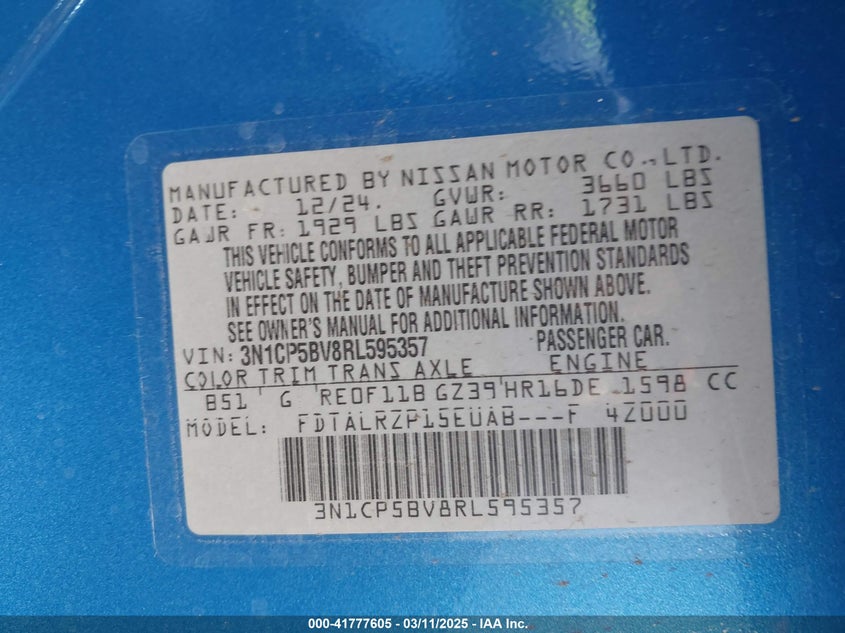 MANUFACTURED BY NISSAN MOTOR CO., LTD.
DATE: 12/24. GVWR: 3660 LBS
GAWR FR: 1929 LBS GAWR RR: 1731 LBS
THIS VEHICLE CONFORMS TO ALL APPLICABLE FEDERAL MOTOR
VEHICLE SAFETY, BUMPER AND THEFT PREVENTION STANDARDS
IN EFFECT ON THE DATE OF MANUFACTURE SHOWN ABOVE.
SEE OWNER'S MANUAL FOR ADDITIONAL INFORMATION.
VIN: 3N1CP5BV8RL595357 PASSENGER CAR.
COLOR TRIM TRANS AXLE ENGINE
B51 G RE0F11B GZ39 HR16DE 1598 CC
MODEL: FDTALRZP15EUAB---F 4Z000
3N1CP5BV8RL595357
000-41777605 - 03/11/2025 - IAA Inc.